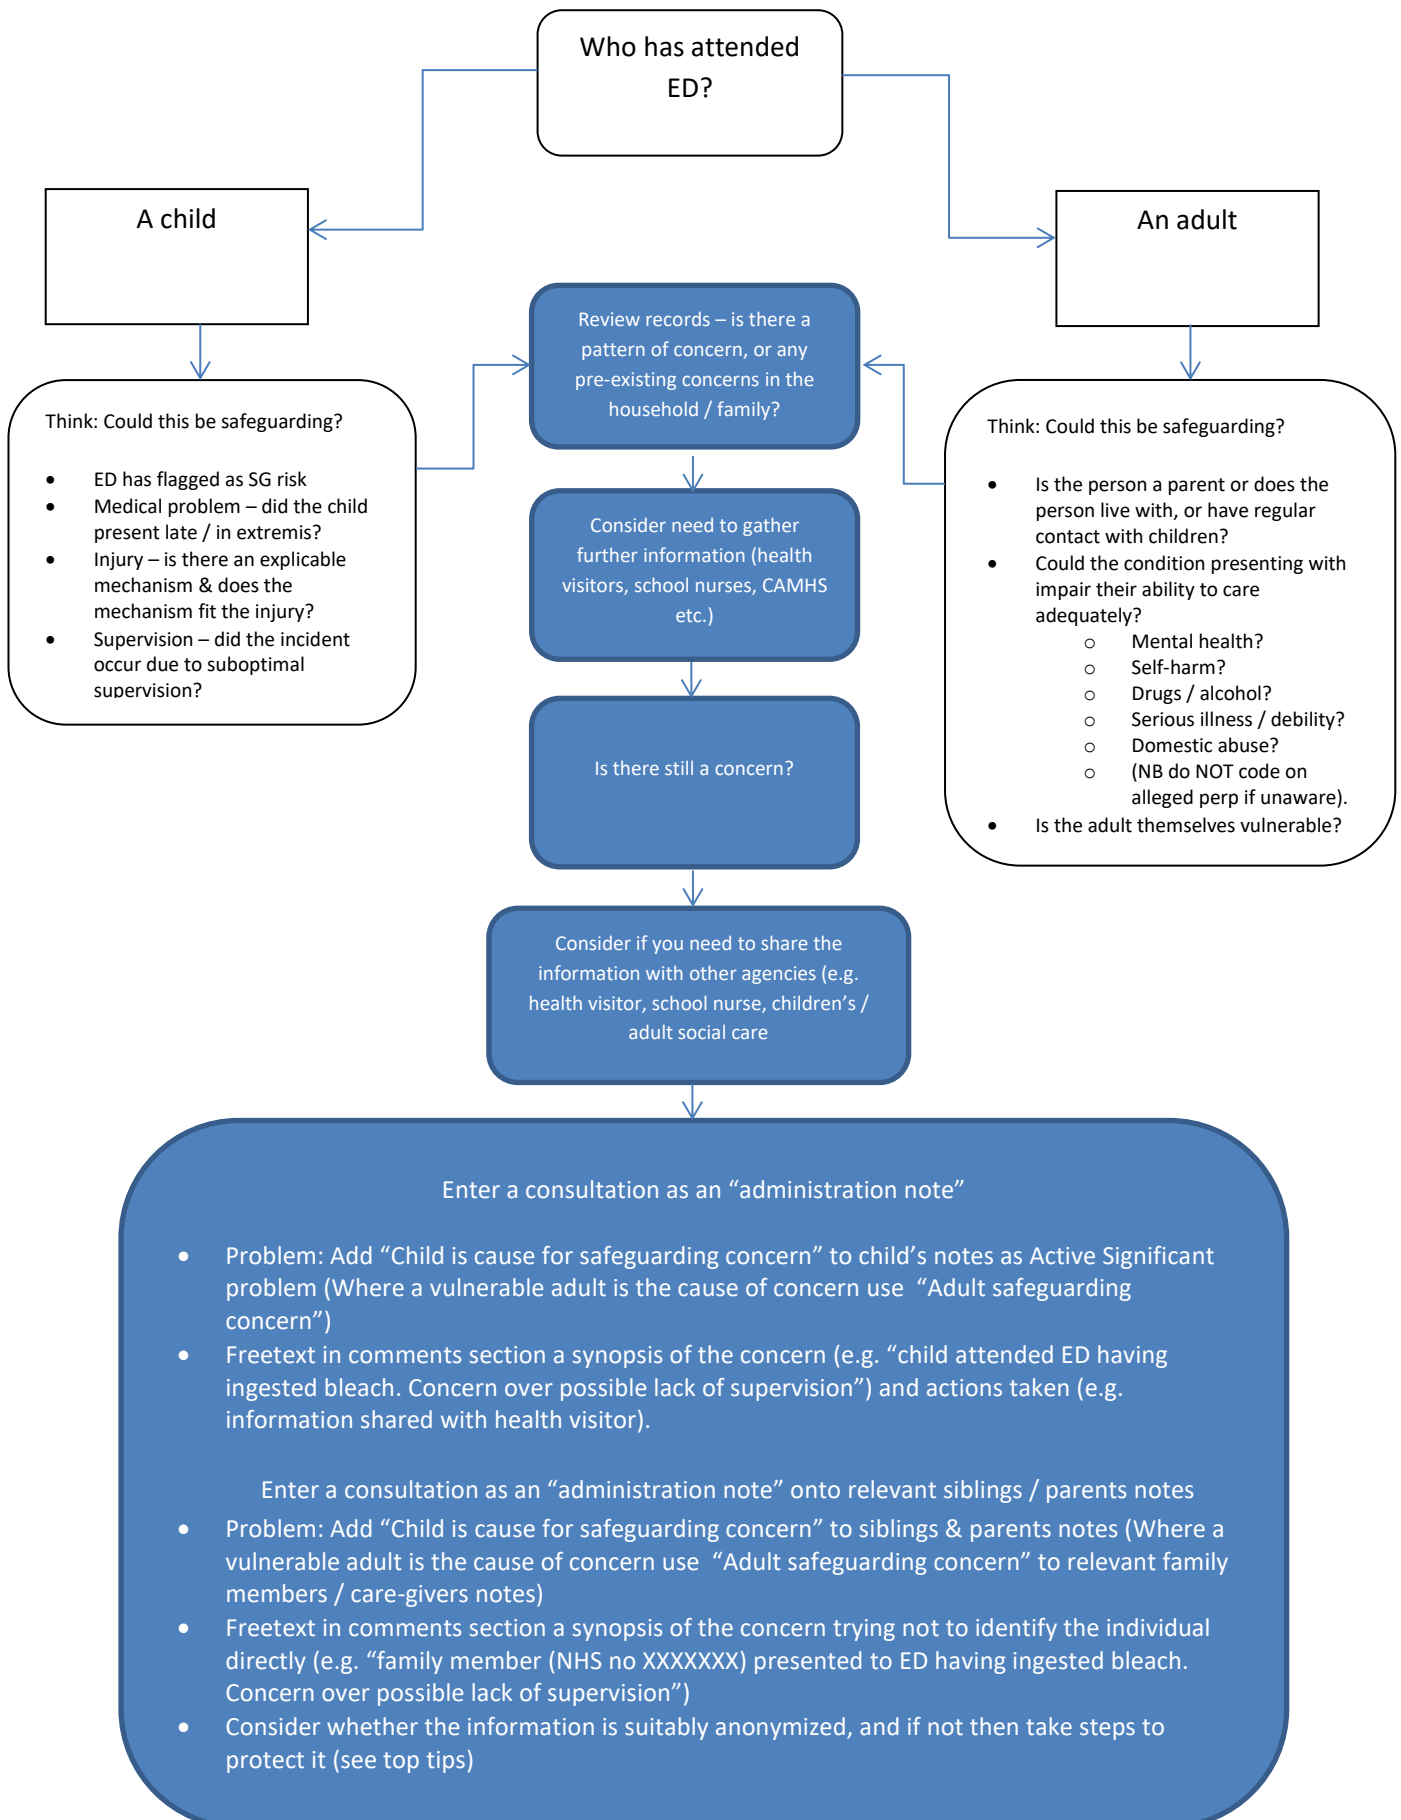 Who has attended
ED?
A child
An adult
Think: Could this be safeguarding?
• ED has flagged as SG risk
• Medical problem – did the child
present late / in extremis?
• Injury – is there an explicable
mechanism & does the
mechanism fit the injury?
• Supervision – did the incident
occur due to suboptimal
supervision?
Review records – is there a
pattern of concern, or any
pre-existing concerns in the
household / family?
Consider need to gather
further information (health
visitors, school nurses, CAMHS
etc.)
Is there still a concern?
Think: Could this be safeguarding?
• Is the person a parent or does the
person live with, or have regular
contact with children?
• Could the condition presenting with
impair their ability to care
adequately?
o Mental health?
o Self-harm?
o Drugs / alcohol?
o Serious illness / debility?
o Domestic abuse?
o (NB do NOT code on
alleged perp if unaware).
• Is the adult themselves vulnerable?
Consider if you need to share the
information with other agencies (e.g.
health visitor, school nurse, children’s /
adult social care
Enter a consultation as an “administration note”
• Problem: Add “Child is cause for safeguarding concern” to child’s notes as Active Significant
problem (Where a vulnerable adult is the cause of concern use “Adult safeguarding
concern”)
• Freetext in comments section a synopsis of the concern (e.g. “child attended ED having
ingested bleach. Concern over possible lack of supervision”) and actions taken (e.g.
information shared with health visitor).
Enter a consultation as an “administration note” onto relevant siblings / parents notes
• Problem: Add “Child is cause for safeguarding concern” to siblings & parents notes (Where a
vulnerable adult is the cause of concern use “Adult safeguarding concern” to relevant family
members / care-givers notes)
• Freetext in comments section a synopsis of the concern trying not to identify the individual
directly (e.g. “family member (NHS no XXXXXXX) presented to ED having ingested bleach.
Concern over possible lack of supervision”)
• Consider whether the information is suitably anonymized, and if not then take steps to
protect it (see top tips)